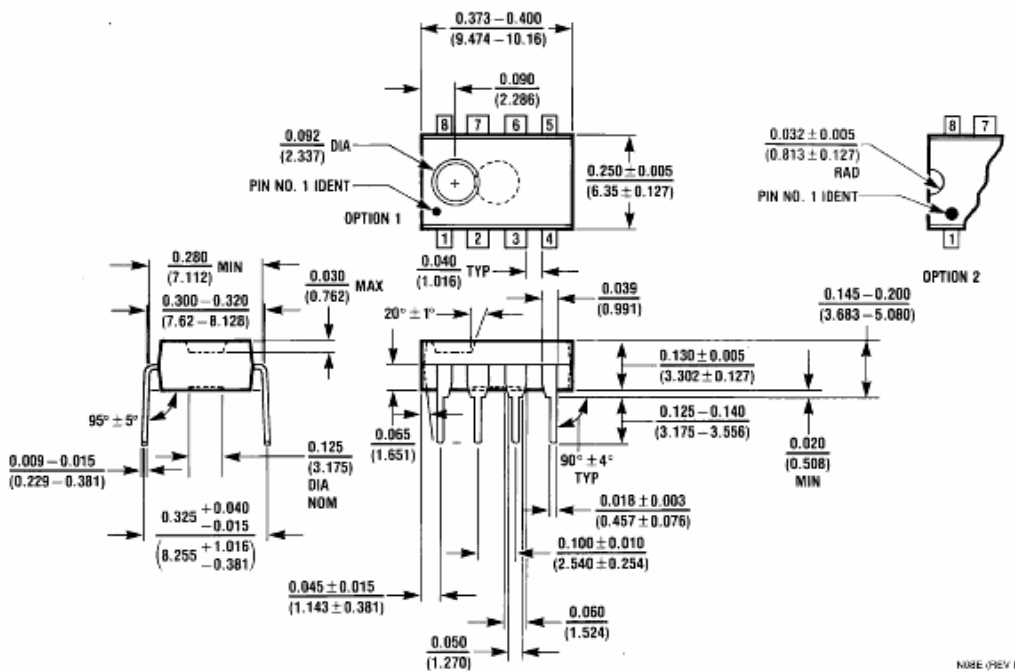 0.373 – 0.400
(9.474 – 10.16)
0.090
(2.286)
8 7 6 5
0.092 DIA
(2.337)
PIN NO. 1 IDENT
OPTION 1
1 2 3 4
0.250 ± 0.005
(6.35 ± 0.127)
0.032 ± 0.005
(0.813 ± 0.127)
RAD
8 7
PIN NO. 1 IDENT
1
OPTION 2
0.280 MIN
(7.112)
0.300 – 0.320
(7.62 – 8.128)
0.030 MAX
(0.762)
0.040 TYP
(1.016)
20° ± 1°
0.039
(0.991)
0.145 – 0.200
(3.683 – 5.080)
0.130 ± 0.005
(3.302 ± 0.127)
0.125 – 0.140
(3.175 – 3.556)
0.020
(0.508)
MIN
95° ± 5°
0.009 – 0.015
(0.229 – 0.381)
0.125
(3.175)
DIA
NOM
0.065
(1.651)
90° ± 4°
TYP
0.018 ± 0.003
(0.457 ± 0.076)
0.325 +0.040 −0.015
(8.255 +1.016 −0.381)
0.100 ± 0.010
(2.540 ± 0.254)
0.045 ± 0.015
(1.143 ± 0.381)
0.060
(1.524)
0.050
(1.270)
N08E (REV